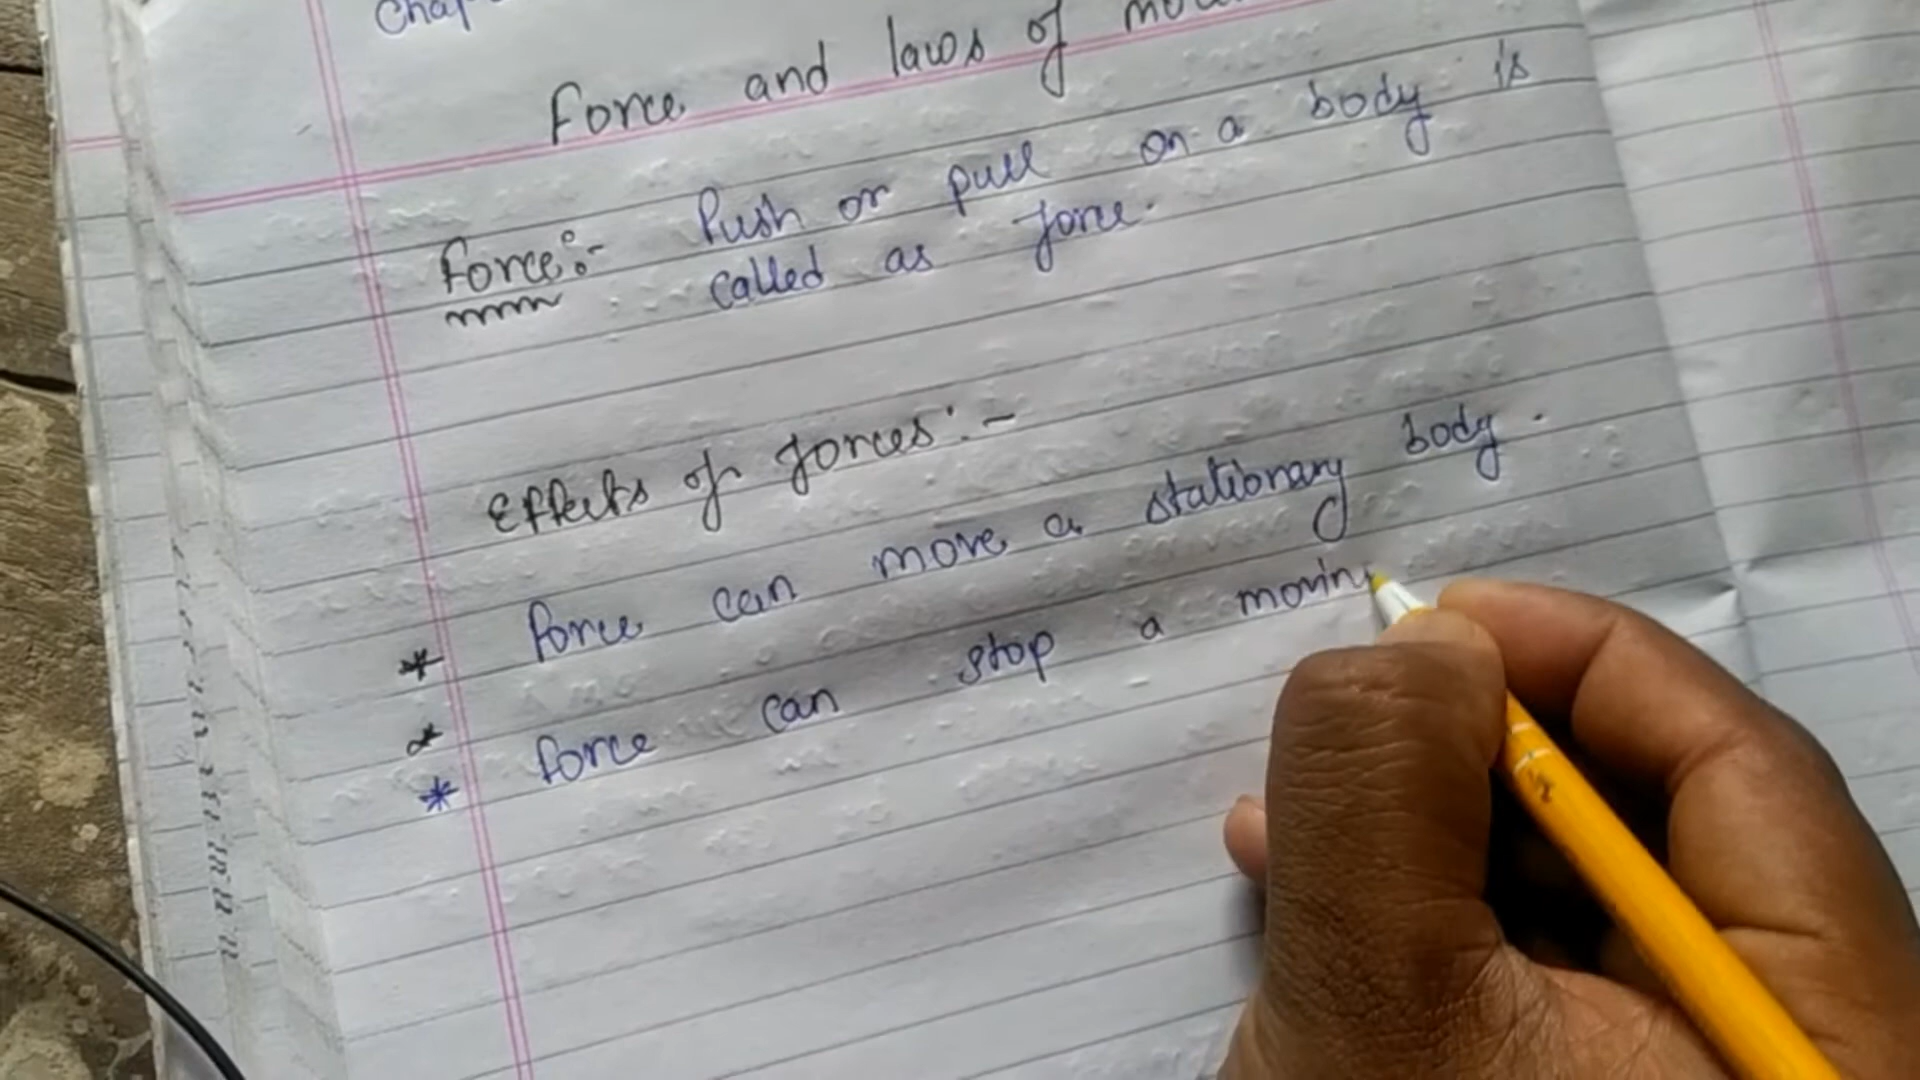 Chap
Force and laws of
Force:- Push or pull on a body is
called as force.
Effects of forces:-
* Force can move a stationary body.
* Force can stop a moving
*